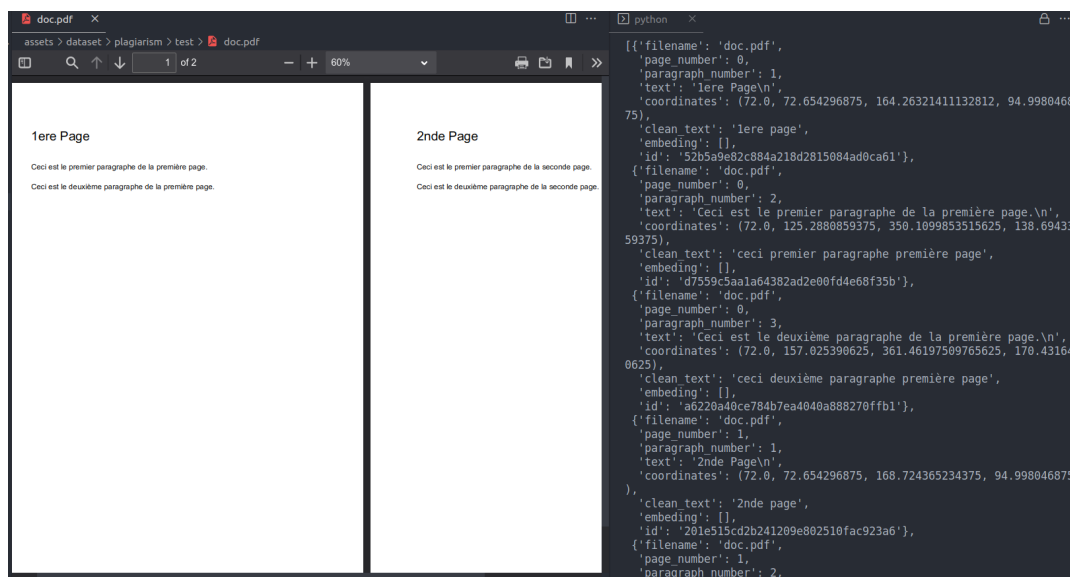 doc.pdf ×
assets > dataset > plagiarism > test > doc.pdf
1 of 2
− + 60%
1ere Page
Ceci est le premier paragraphe de la première page.
Ceci est le deuxième paragraphe de la première page.
2nde Page
Ceci est le premier paragraphe de la seconde page.
Ceci est le deuxième paragraphe de la seconde page.
python ×
[{'filename': 'doc.pdf',
'page_number': 0,
'paragraph_number': 1,
'text': '1ere Page\n',
'coordinates': (72.0, 72.654296875, 164.26321411132812, 94.9980468
75),
'clean_text': '1ere page',
'embeding': [],
'id': '52b5a9e82c884a218d2815084ad0ca61'},
{'filename': 'doc.pdf',
'page_number': 0,
'paragraph_number': 2,
'text': 'Ceci est le premier paragraphe de la première page.\n',
'coordinates': (72.0, 125.2880859375, 350.1099853515625, 138.69433
59375),
'clean_text': 'ceci premier paragraphe première page',
'embeding': [],
'id': 'd7559c5aa1a64382ad2e00fd4e68f35b'},
{'filename': 'doc.pdf',
'page_number': 0,
'paragraph_number': 3,
'text': 'Ceci est le deuxième paragraphe de la première page.\n',
'coordinates': (72.0, 157.025390625, 361.46197509765625, 170.43164
0625),
'clean_text': 'ceci deuxième paragraphe première page',
'embeding': [],
'id': 'a6220a40ce784b7ea4040a888270ffb1'},
{'filename': 'doc.pdf',
'page_number': 1,
'paragraph_number': 1,
'text': '2nde Page\n',
'coordinates': (72.0, 72.654296875, 168.724365234375, 94.998046875
),
'clean_text': '2nde page',
'embeding': [],
'id': '201e515cd2b241209e802510fac923a6'},
{'filename': 'doc.pdf',
'page_number': 1,
'paragraph_number': 2,